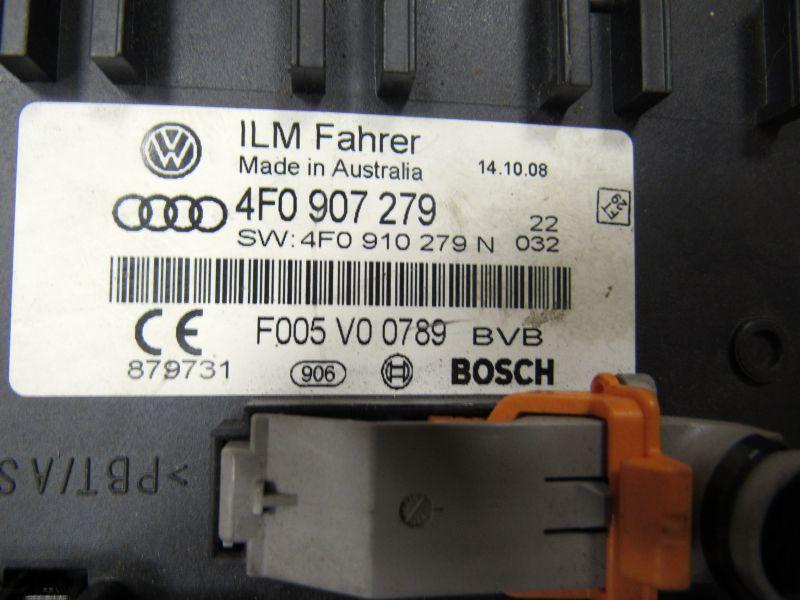 ILM Fahrer
Made in Australia 14.10.08
4F0 907 279 22
SW: 4F0 910 279 N 032
F005 V0 0789 BVB
CE
879731 906 BOSCH
>PBT/AS